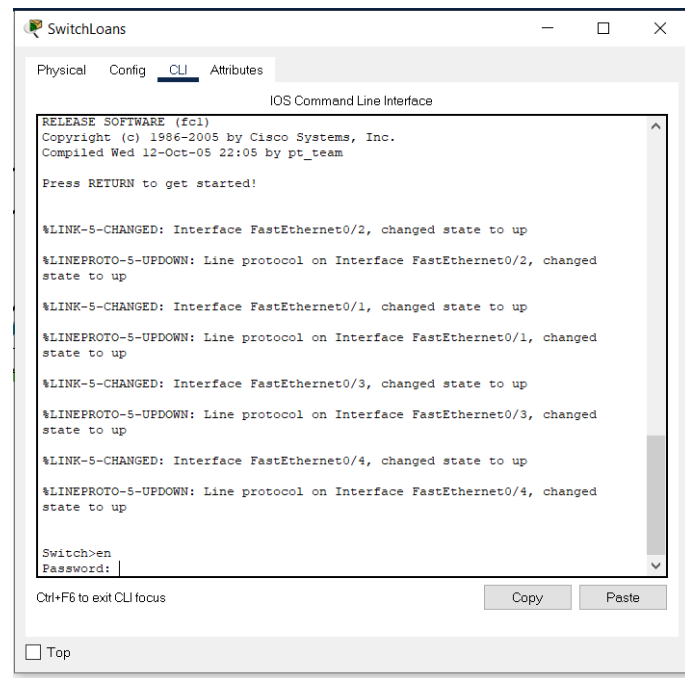 SwitchLoans
Physical Config CLI Attributes
IOS Command Line Interface
RELEASE SOFTWARE (fc1)
Copyright (c) 1986-2005 by Cisco Systems, Inc.
Compiled Wed 12-Oct-05 22:05 by pt_team
Press RETURN to get started!
%LINK-5-CHANGED: Interface FastEthernet0/2, changed state to up
%LINEPROTO-5-UPDOWN: Line protocol on Interface FastEthernet0/2, changed
state to up
%LINK-5-CHANGED: Interface FastEthernet0/1, changed state to up
%LINEPROTO-5-UPDOWN: Line protocol on Interface FastEthernet0/1, changed
state to up
%LINK-5-CHANGED: Interface FastEthernet0/3, changed state to up
%LINEPROTO-5-UPDOWN: Line protocol on Interface FastEthernet0/3, changed
state to up
%LINK-5-CHANGED: Interface FastEthernet0/4, changed state to up
%LINEPROTO-5-UPDOWN: Line protocol on Interface FastEthernet0/4, changed
state to up
Switch>en
Password:
Ctrl+F6 to exit CLI focus
Copy Paste
Top